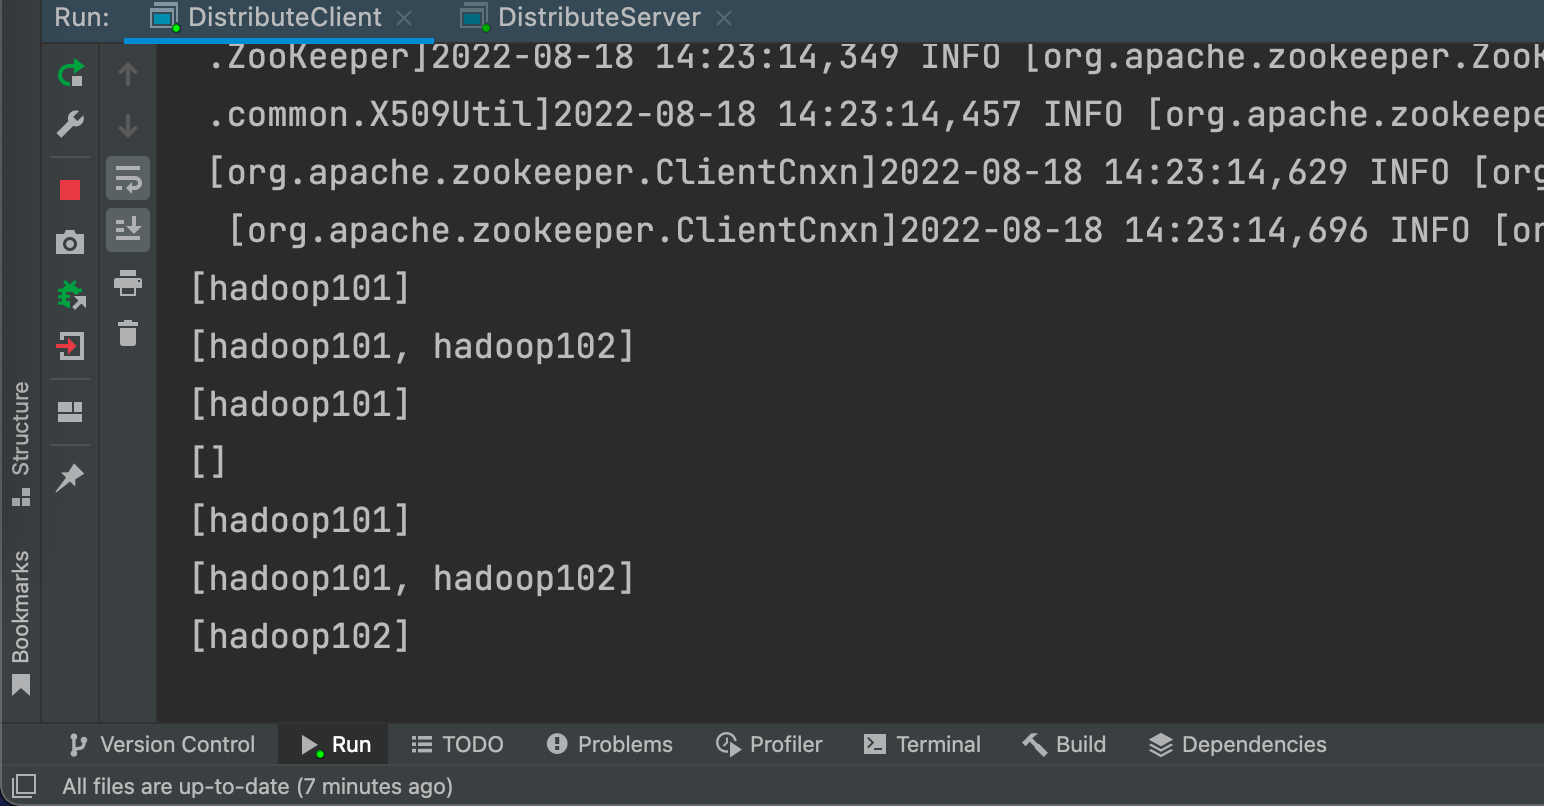 Run: DistributeClient DistributeServer
.ZooKeeper]2022-08-18 14:23:14,349 INFO [org.apache.zookeeper.Zook
.common.X509Util]2022-08-18 14:23:14,457 INFO [org.apache.zookeepe
[org.apache.zookeeper.ClientCnxn]2022-08-18 14:23:14,629 INFO [org
[org.apache.zookeeper.ClientCnxn]2022-08-18 14:23:14,696 INFO [or
[hadoop101]
[hadoop101, hadoop102]
[hadoop101]
[]
[hadoop101]
[hadoop101, hadoop102]
[hadoop102]
Structure
Bookmarks
Version Control Run TODO Problems Profiler Terminal Build Dependencies
All files are up-to-date (7 minutes ago)